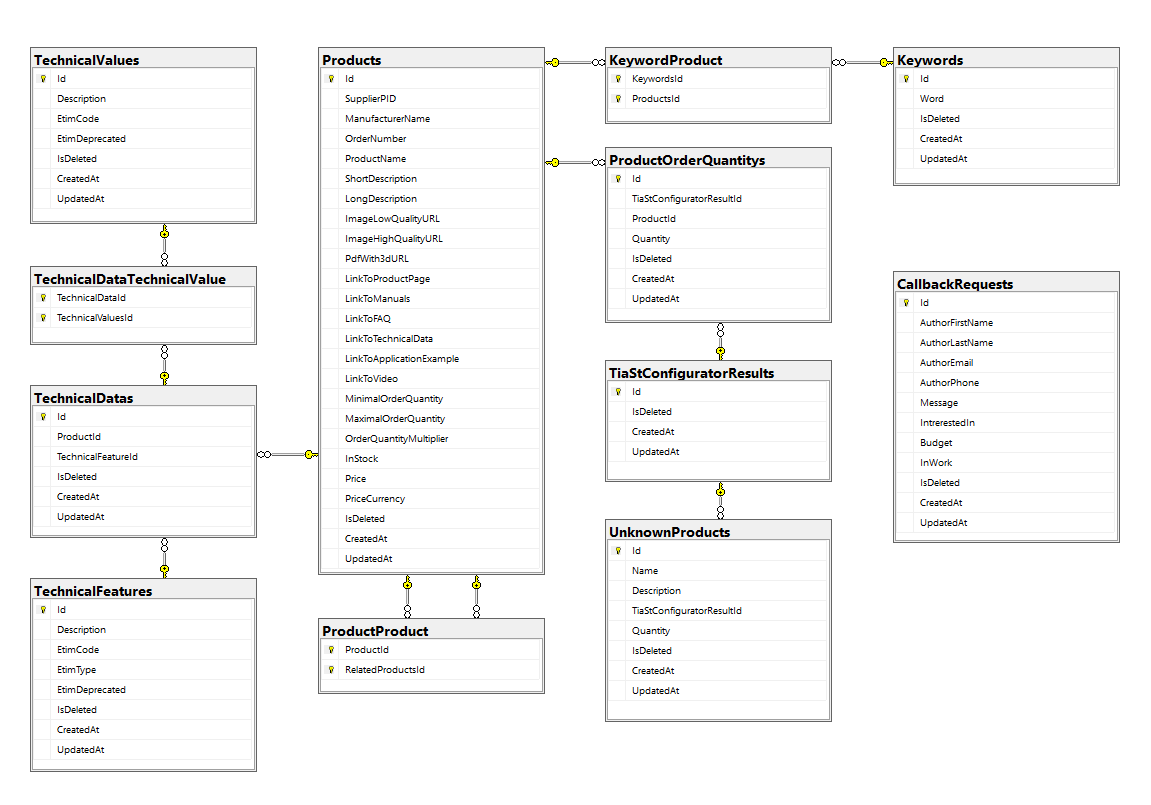 TechnicalValues
Id
Description
EtimCode
EtimDeprecated
IsDeleted
CreatedAt
UpdatedAt
TechnicalDataTechnicalValue
TechnicalDataId
TechnicalValuesId
TechnicalDatas
Id
ProductId
TechnicalFeatureId
IsDeleted
CreatedAt
UpdatedAt
TechnicalFeatures
Id
Description
EtimCode
EtimType
EtimDeprecated
IsDeleted
CreatedAt
UpdatedAt
Products
Id
SupplierPID
ManufacturerName
OrderNumber
ProductName
ShortDescription
LongDescription
ImageLowQualityURL
ImageHighQualityURL
PdfWith3dURL
LinkToProductPage
LinkToManuals
LinkToFAQ
LinkToTechnicalData
LinkToApplicationExample
LinkToVideo
MinimalOrderQuantity
MaximalOrderQuantity
OrderQuantityMultiplier
InStock
Price
PriceCurrency
IsDeleted
CreatedAt
UpdatedAt
ProductProduct
ProductId
RelatedProductsId
KeywordProduct
KeywordsId
ProductsId
ProductOrderQuantitys
Id
TiaStConfiguratorResultId
ProductId
Quantity
IsDeleted
CreatedAt
UpdatedAt
TiaStConfiguratorResults
Id
IsDeleted
CreatedAt
UpdatedAt
UnknownProducts
Id
Name
Description
TiaStConfiguratorResultId
Quantity
IsDeleted
CreatedAt
UpdatedAt
Keywords
Id
Word
IsDeleted
CreatedAt
UpdatedAt
CallbackRequests
Id
AuthorFirstName
AuthorLastName
AuthorEmail
AuthorPhone
Message
IntrerestedIn
Budget
InWork
IsDeleted
CreatedAt
UpdatedAt